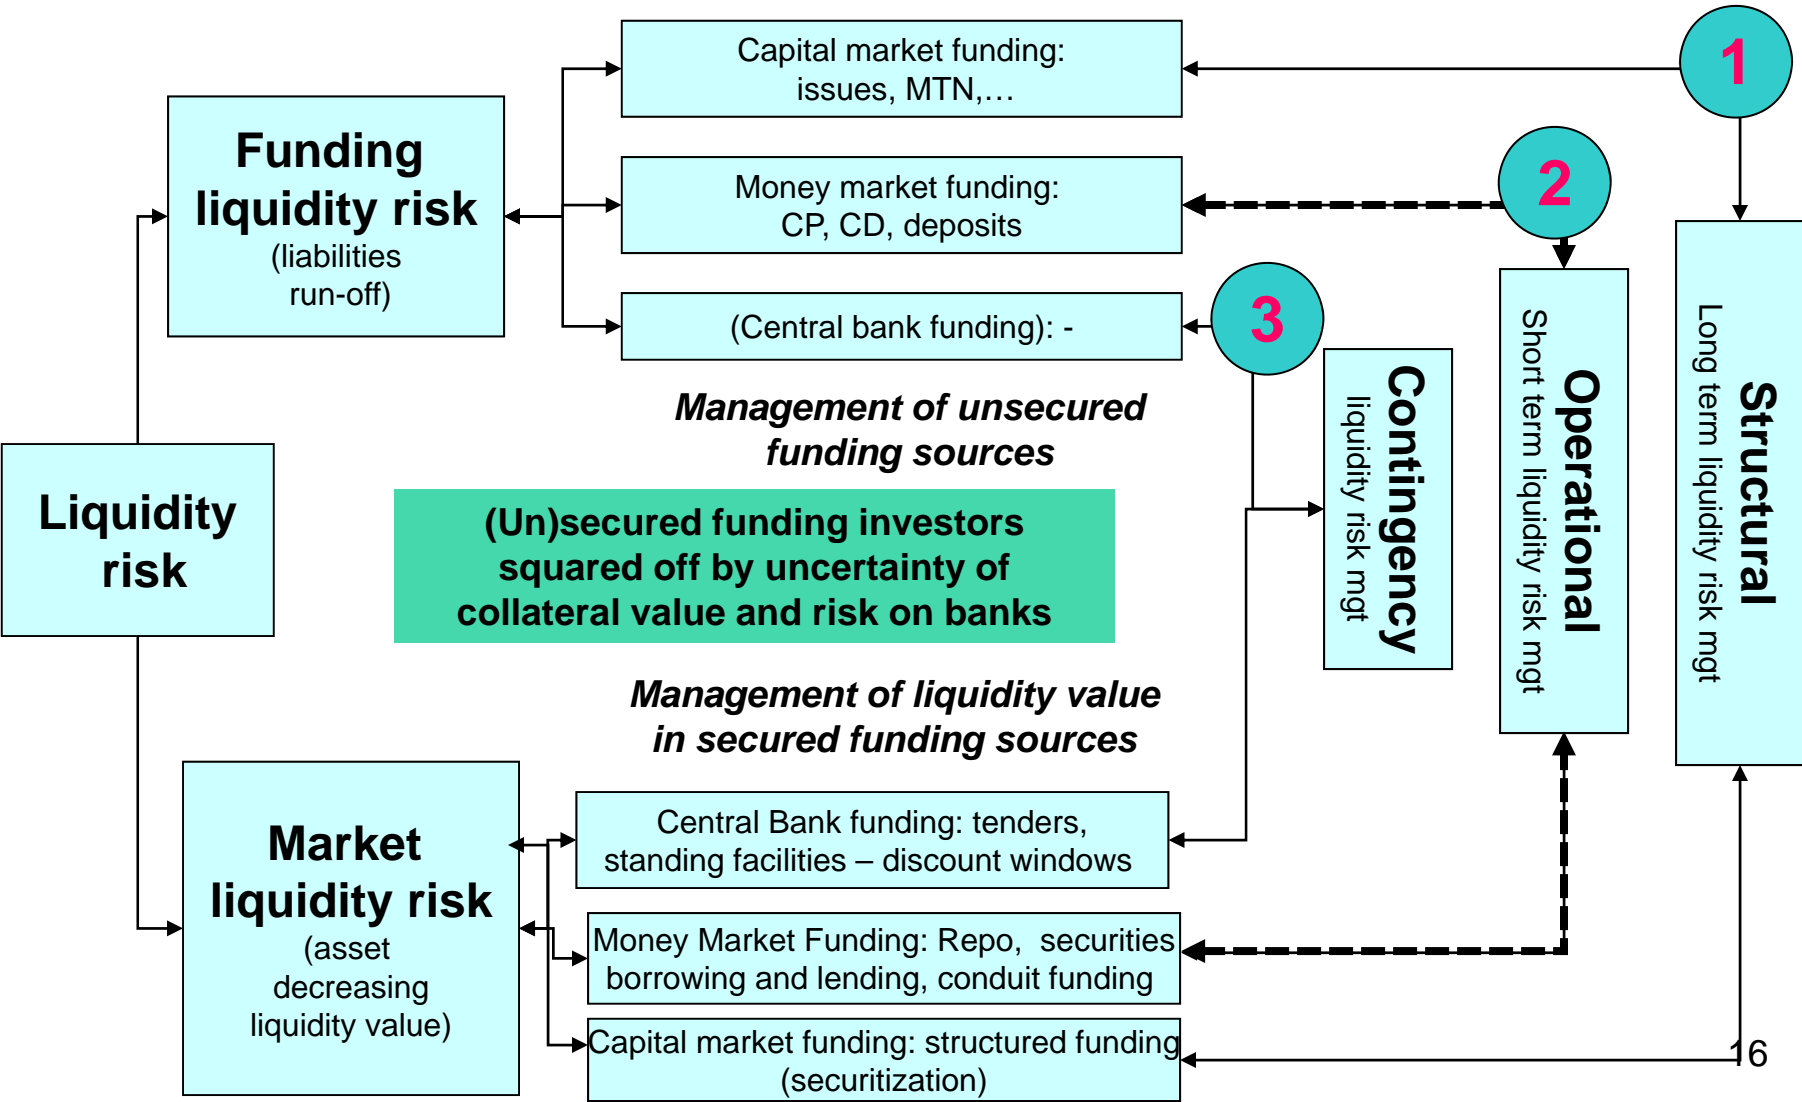 Capital market funding:
issues, MTN,…
1
Funding
liquidity risk
(liabilities
run-off)
Money market funding:
CP, CD, deposits
2
(Central bank funding): -
3
Management of unsecured
funding sources
Contingency
liquidity risk mgt
Operational
Short term liquidity risk mgt
Structural
Long term liquidity risk mgt
Liquidity
risk
(Un)secured funding investors
squared off by uncertainty of
collateral value and risk on banks
Management of liquidity value
in secured funding sources
Market
liquidity risk
(asset
decreasing
liquidity value)
Central Bank funding: tenders,
standing facilities – discount windows
Money Market Funding: Repo,  securities
borrowing and lending, conduit funding
Capital market funding: structured funding
(securitization)
16